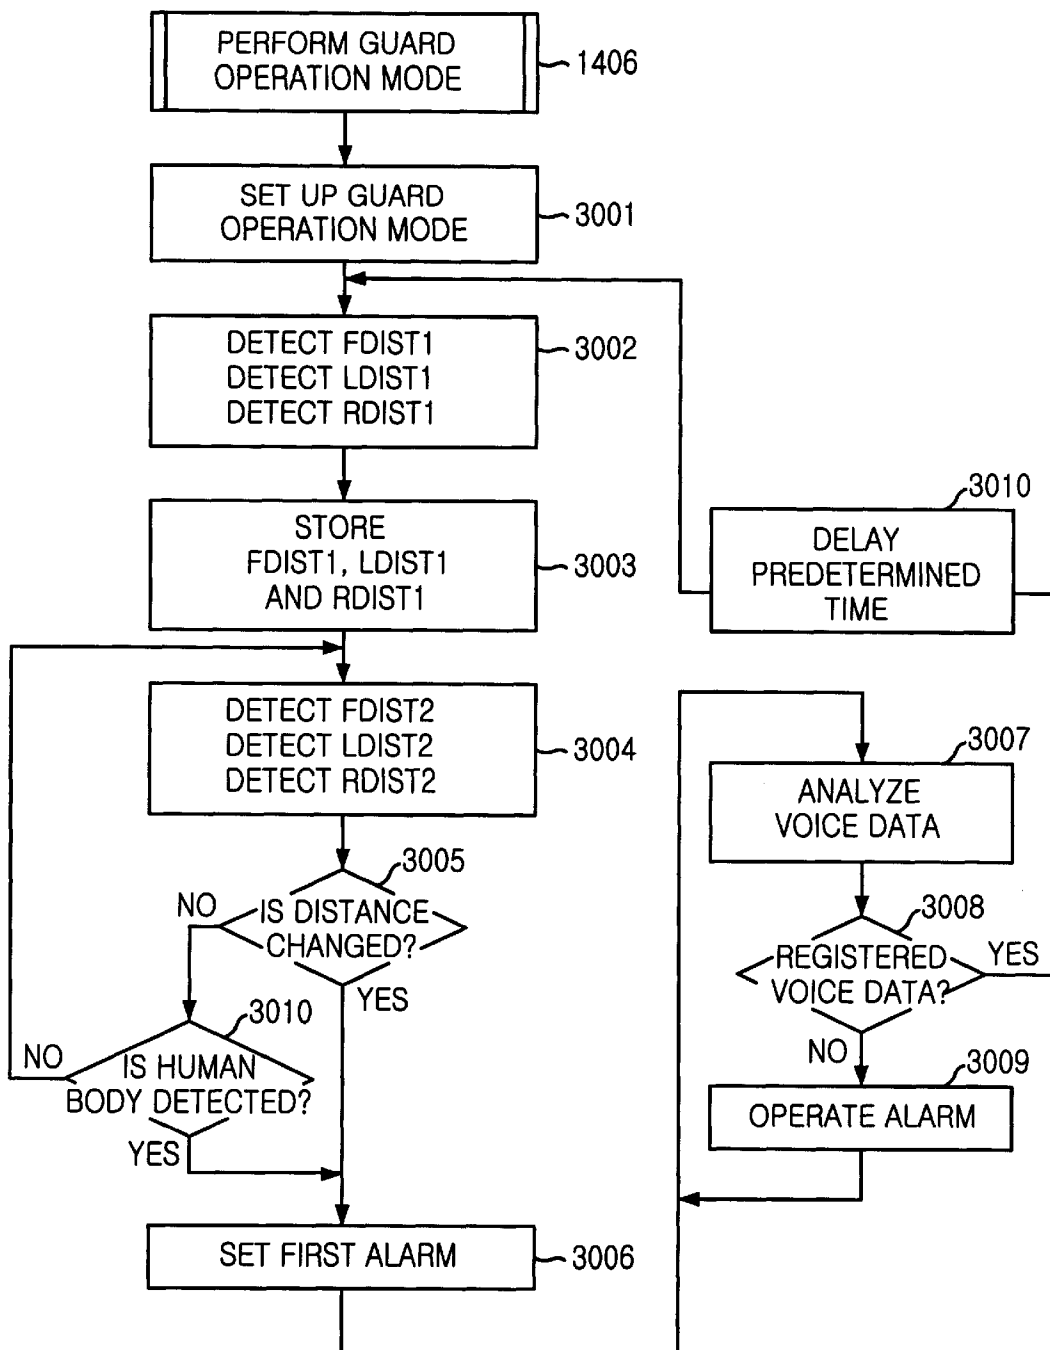 PERFORM GUARD
OPERATION MODE
1406
SET UP GUARD
OPERATION MODE
3001
DETECT FDIST1
DETECT LDIST1
DETECT RDIST1
3002
STORE
FDIST1, LDIST1
AND RDIST1
3003
DETECT FDIST2
DETECT LDIST2
DETECT RDIST2
3004
3005
IS DISTANCE
CHANGED?
NO
YES
3010
IS HUMAN
BODY DETECTED?
NO
YES
SET FIRST ALARM
3006
3010
DELAY
PREDETERMINED
TIME
3007
ANALYZE
VOICE DATA
3008
REGISTERED
VOICE DATA?
YES
NO
3009
OPERATE ALARM